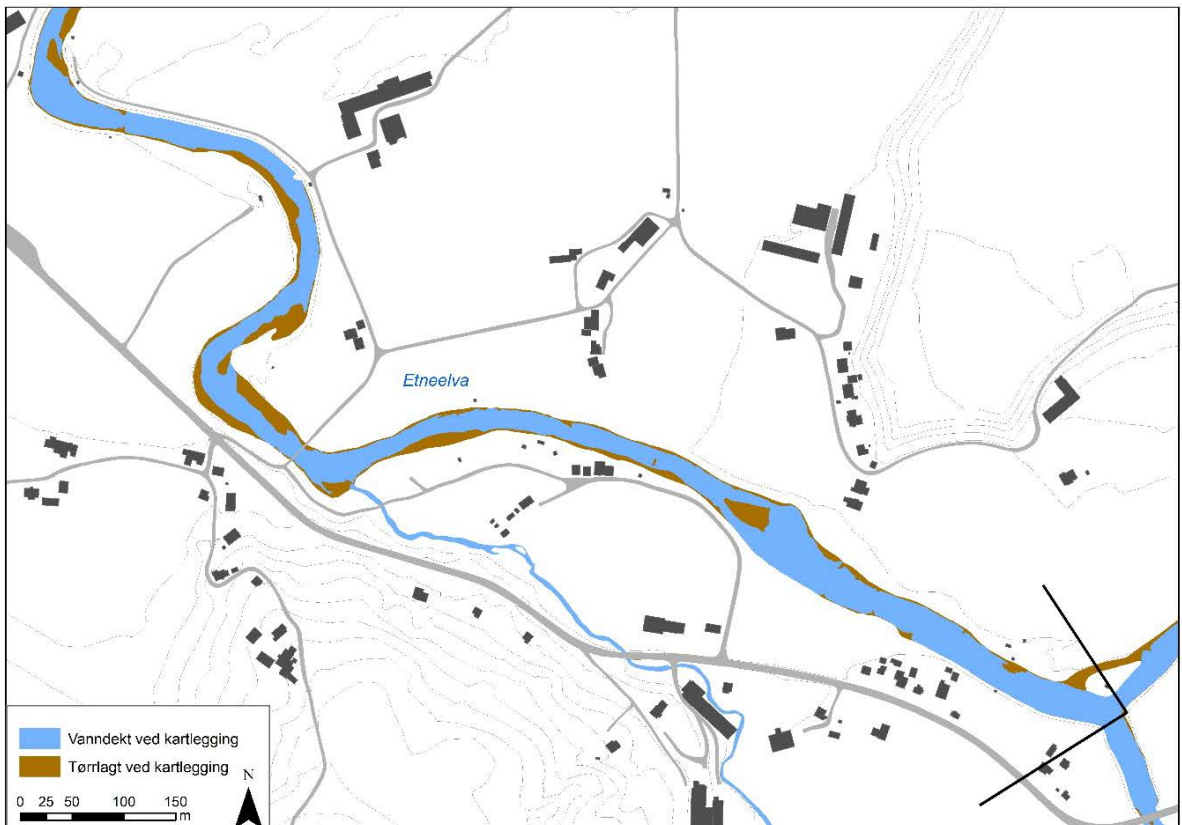 Etneelva
Vanndekt ved kartlegging
Tørrlagt ved kartlegging
N
0 25 50 100 150
m